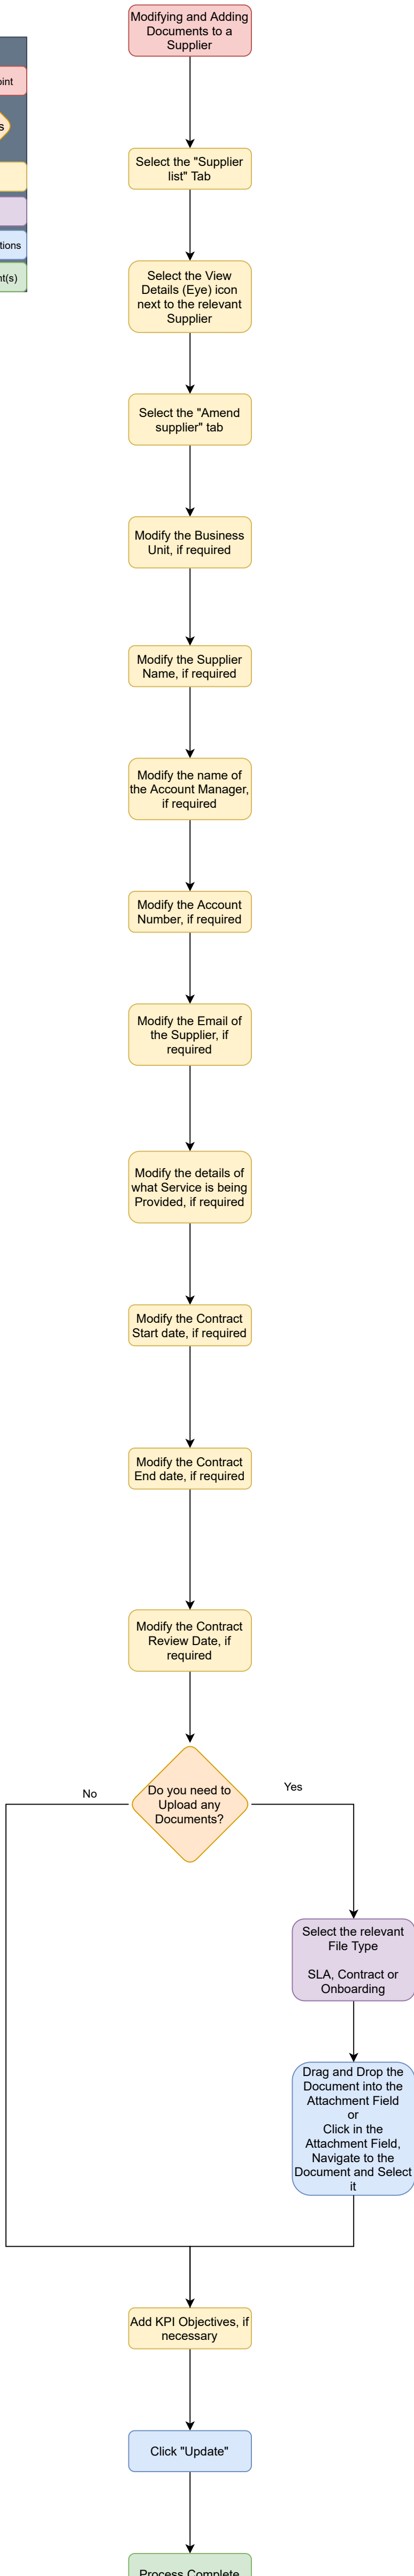 Modifying and Adding
Documents to a
Supplier
Select the "Supplier
list" Tab
Select the View
Details (Eye) icon
next to the relevant
Supplier
Select the "Amend
supplier" tab
Modify the Business
Unit, if required
Modify the Supplier
Name, if required
Modify the name of
the Account Manager,
if required
Modify the Account
Number, if required
Modify the Email of
the Supplier, if
required
Modify the details of
what Service is being
Provided, if required
Modify the Contract
Start date, if required
Modify the Contract
End date, if required
Modify the Contract
Review Date, if
required
Do you need to
Upload any
Documents?
No
Yes
Select the relevant
File Type
SLA, Contract or
Onboarding
Drag and Drop the
Document into the
Attachment Field
or
Click in the
Attachment Field,
Navigate to the
Document and Select
it
Add KPI Objectives, if
necessary
Click "Update"
Process Complete